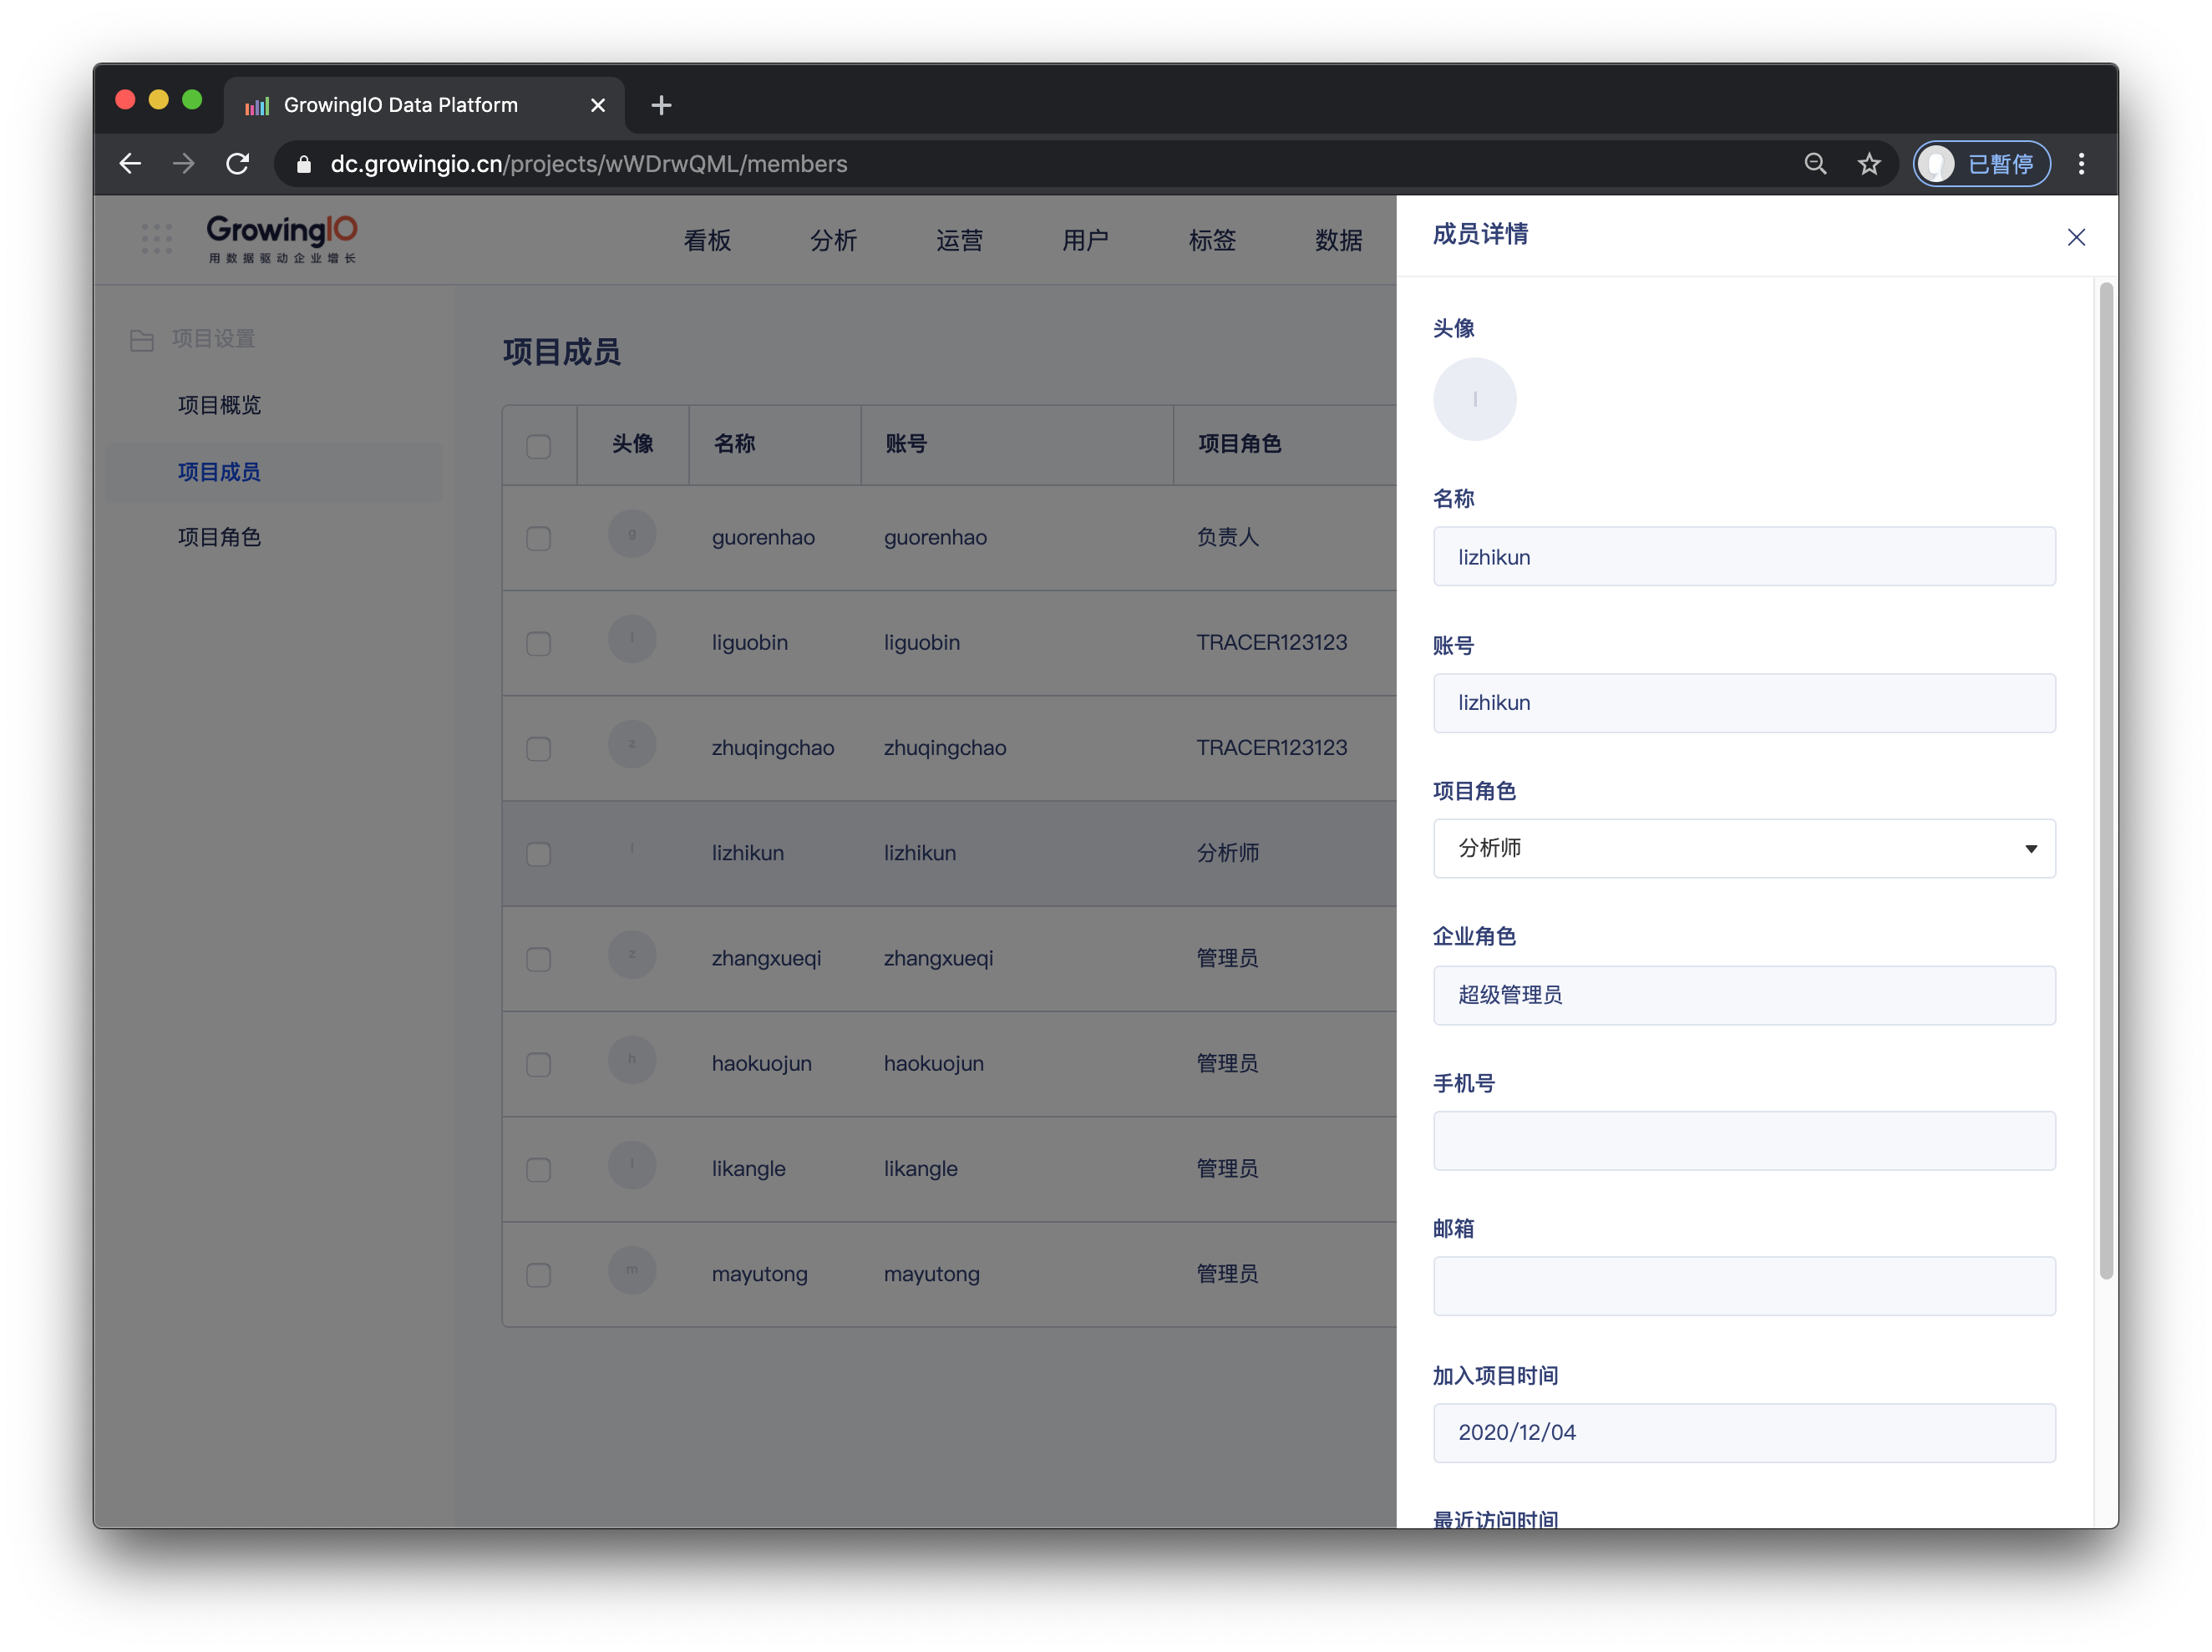 GrowingIO Data Platform
dc.growingio.cn/projects/wWDrwQML/members
已暂停
GrowingIO
用数据驱动企业增长
看板 分析 运营 用户 标签 数据
项目设置
项目概览
项目成员
项目角色
项目成员
头像 名称 账号 项目角色
g guorenhao guorenhao 负责人
l liguobin liguobin TRACER123123
z zhuqingchao zhuqingchao TRACER123123
l lizhikun lizhikun 分析师
z zhangxueqi zhangxueqi 管理员
h haokuojun haokuojun 管理员
l likangle likangle 管理员
m mayutong mayutong 管理员
成员详情
头像
l
名称
lizhikun
账号
lizhikun
项目角色
分析师
企业角色
超级管理员
手机号
邮箱
加入项目时间
2020/12/04
最近访问时间